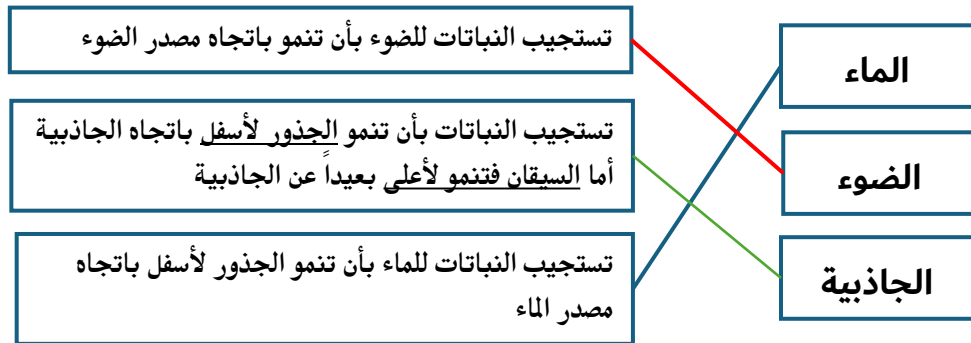 الماء
الضوء
الجاذبية
تستجيب النباتات للضوء بأن تنمو باتجاه مصدر الضوء
تستجيب النباتات بأن تنمو الجذور لأسفل باتجاه الجاذبية
أما السيقان فتنمو لأعلى بعيداً عن الجاذبية
تستجيب النباتات للماء بأن تنمو الجذور لأسفل باتجاه
مصدر الماء